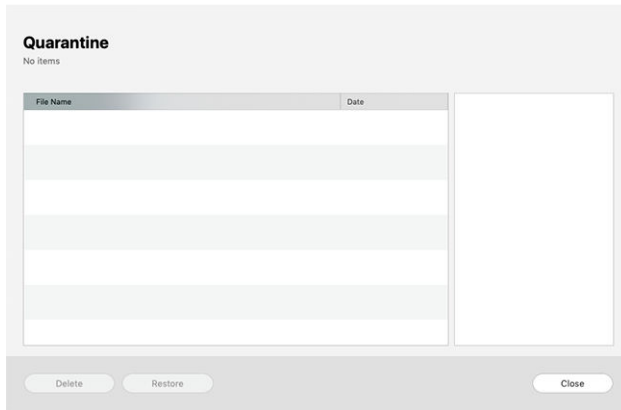 Quarantine
No items
File Name Date
Delete Restore Close